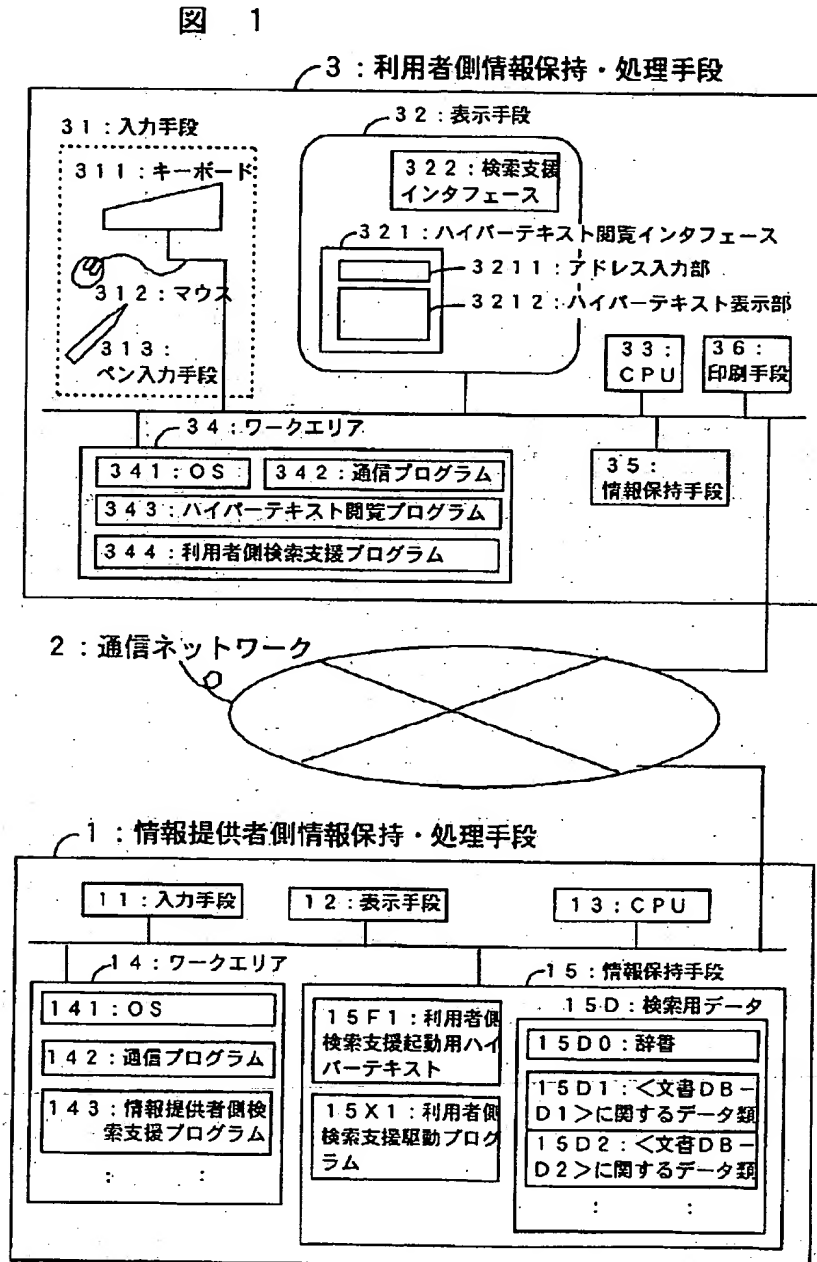 図 1
3:利用者側情報保持・処理手段
31:入力手段
311:キーボード
312:マウス
313:
ペン入力手段
32:表示手段
322:検索支援
インタフェース
321:ハイパーテキスト閲覧インタフェース
3211:アドレス入力部
3212:ハイパーテキスト表示部
33:
CPU
36:
印刷手段
34:ワークエリア
341:OS
342:通信プログラム
343:ハイパーテキスト閲覧プログラム
344:利用者側検索支援プログラム
35:
情報保持手段
2:通信ネットワーク
1:情報提供者側情報保持・処理手段
11:入力手段
12:表示手段
13:CPU
14:ワークエリア
141:OS
142:通信プログラム
143:情報提供者側検
索支援プログラム
: :
15:情報保持手段
15F1:利用者側
検索支援起動用ハイ
パーテキスト
15X1:利用者側
検索支援駆動プログ
ラム
15D:検索用データ
15D0:辞書
15D1:<文書DB-
D1>に関するデータ類
15D2:<文書DB-
D2>に関するデータ類
: :